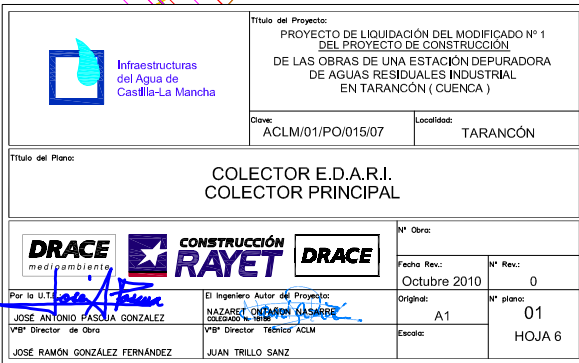 Infraestructuras
del Agua de
Castilla-La Mancha
Título del Proyecto:
PROYECTO DE LIQUIDACIÓN DEL MODIFICADO Nº 1
DEL PROYECTO DE CONSTRUCCIÓN
DE LAS OBRAS DE UNA ESTACIÓN DEPURADORA
DE AGUAS RESIDUALES INDUSTRIAL
EN TARANCÓN ( CUENCA )
Clave:
ACLM/01/PO/015/07
Localidad:
TARANCÓN
Título del Plano:
COLECTOR E.D.A.R.I.
COLECTOR PRINCIPAL
DRACE
medioambiente
CONSTRUCCIÓN
RAYET
DRACE
Nº Obra:
Fecha Rev.:
Octubre 2010
Nº Rev.:
0
Por la U.T.E.
JOSÉ ANTONIO PASCUA GONZALEZ
El Ingeniero Autor del Proyecto:
NAZARET ONTAÑON NASARRE
COLEGIADO N.
Original:
A1
Nº plano:
01
HOJA 6
VºBº Director de Obra
JOSÉ RAMÓN GONZÁLEZ FERNÁNDEZ
VºBº Director Técnico ACLM
JUAN TRILLO SANZ
Escala: